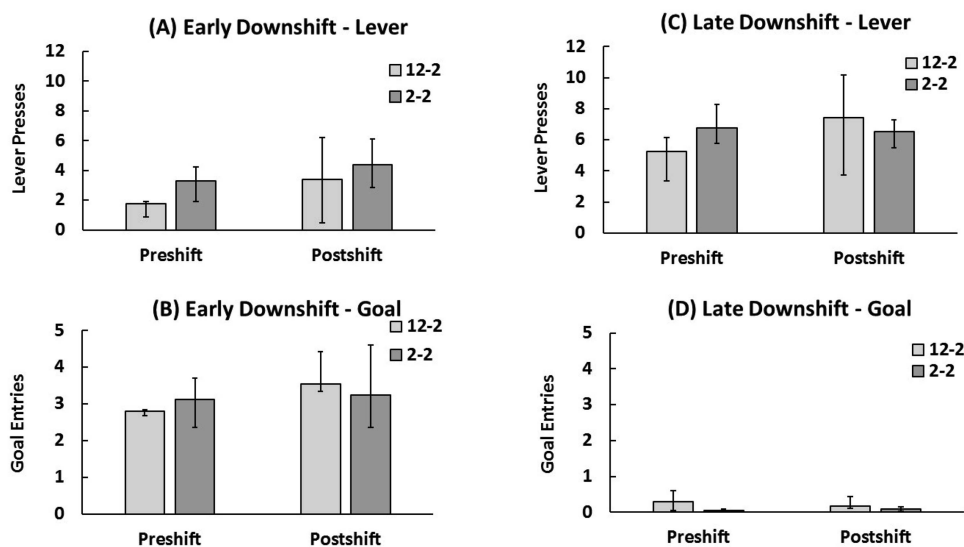 (A) Early Downshift - Lever
Lever Presses
12
10
8
6
4
2
0
12-2
2-2
Preshift
Postshift
(C) Late Downshift - Lever
Lever Presses
12
10
8
6
4
2
0
12-2
2-2
Preshift
Postshift
(B) Early Downshift - Goal
Goal Entries
5
4
3
2
1
0
12-2
2-2
Preshift
Postshift
(D) Late Downshift - Goal
Goal Entries
5
4
3
2
1
0
12-2
2-2
Preshift
Postshift